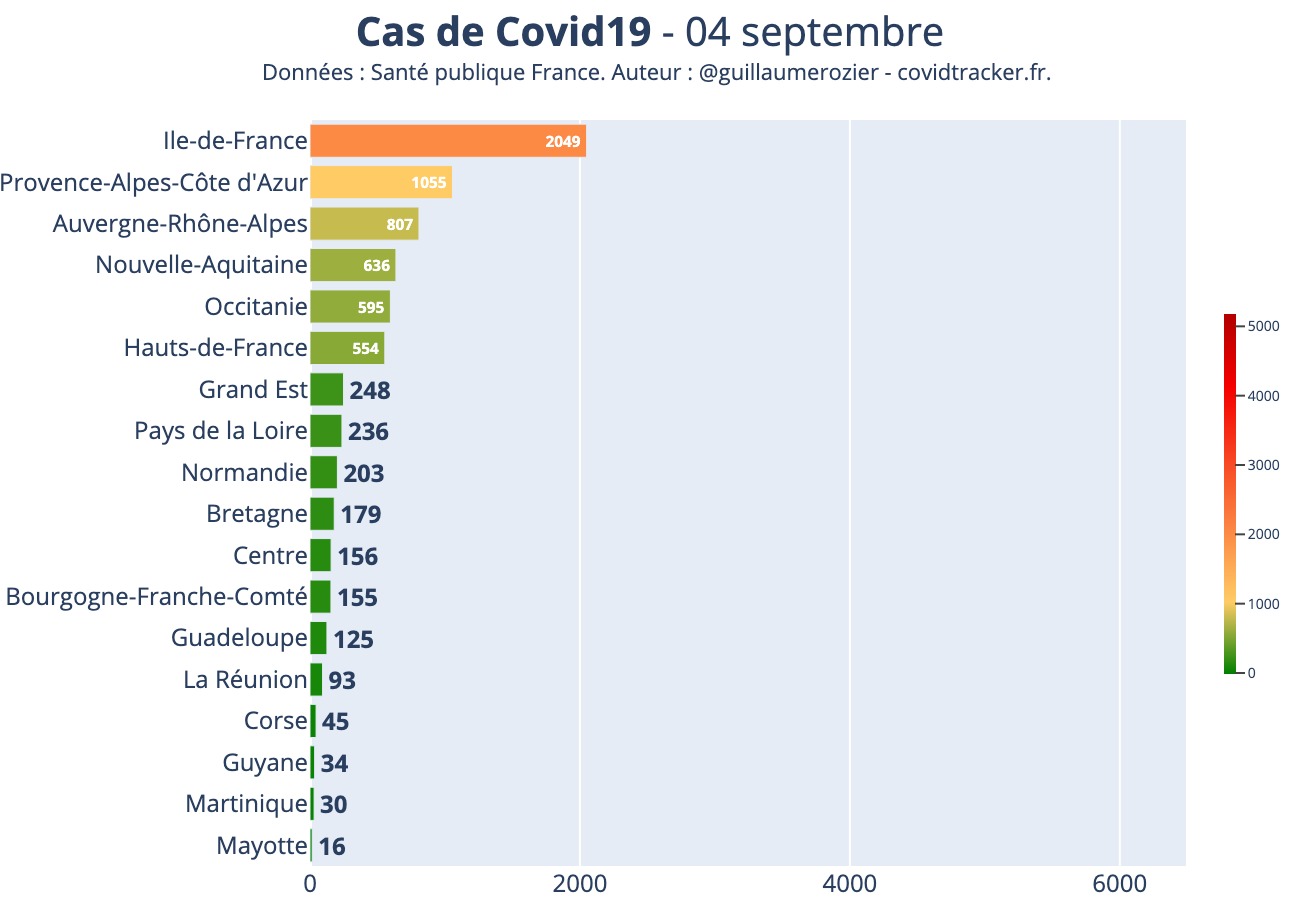 Cas de Covid19 - 04 septembre
Données : Santé publique France. Auteur : @guillaumerozier - covidtracker.fr.
Ile-de-France 2049
Provence-Alpes-Côte d'Azur 1055
Auvergne-Rhône-Alpes 807
Nouvelle-Aquitaine 636
Occitanie 595
Hauts-de-France 554
Grand Est 248
Pays de la Loire 236
Normandie 203
Bretagne 179
Centre 156
Bourgogne-Franche-Comté 155
Guadeloupe 125
La Réunion 93
Corse 45
Guyane 34
Martinique 30
Mayotte 16
0 2000 4000 6000
5000
4000
3000
2000
1000
0